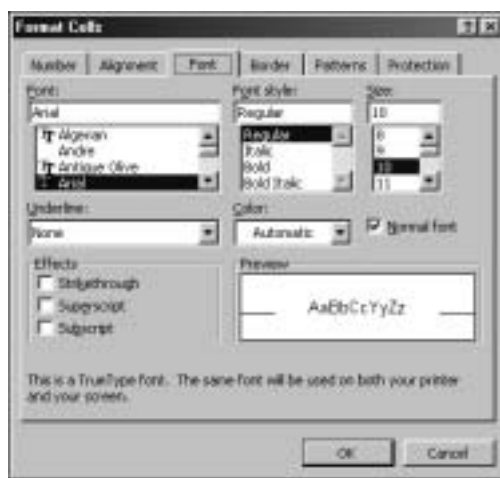 Format Cells
Number Alignment Font Border Patterns Protection
Font: Font style: Size:
Arial Regular 10
Algerian Regular 8
Andre Italic 9
Antique Olive Bold 10
Arial Bold Italic 11
Underline: Color:
None Automatic Normal font
Effects Preview
Strikethrough
Superscript AaBbCcYyZz
Subscript
This is a TrueType font. The same font will be used on both your printer
and your screen.
OK Cancel